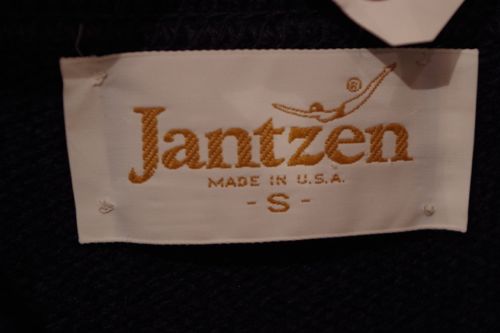 ®
Jantzen
MADE IN U.S.A.
- S -